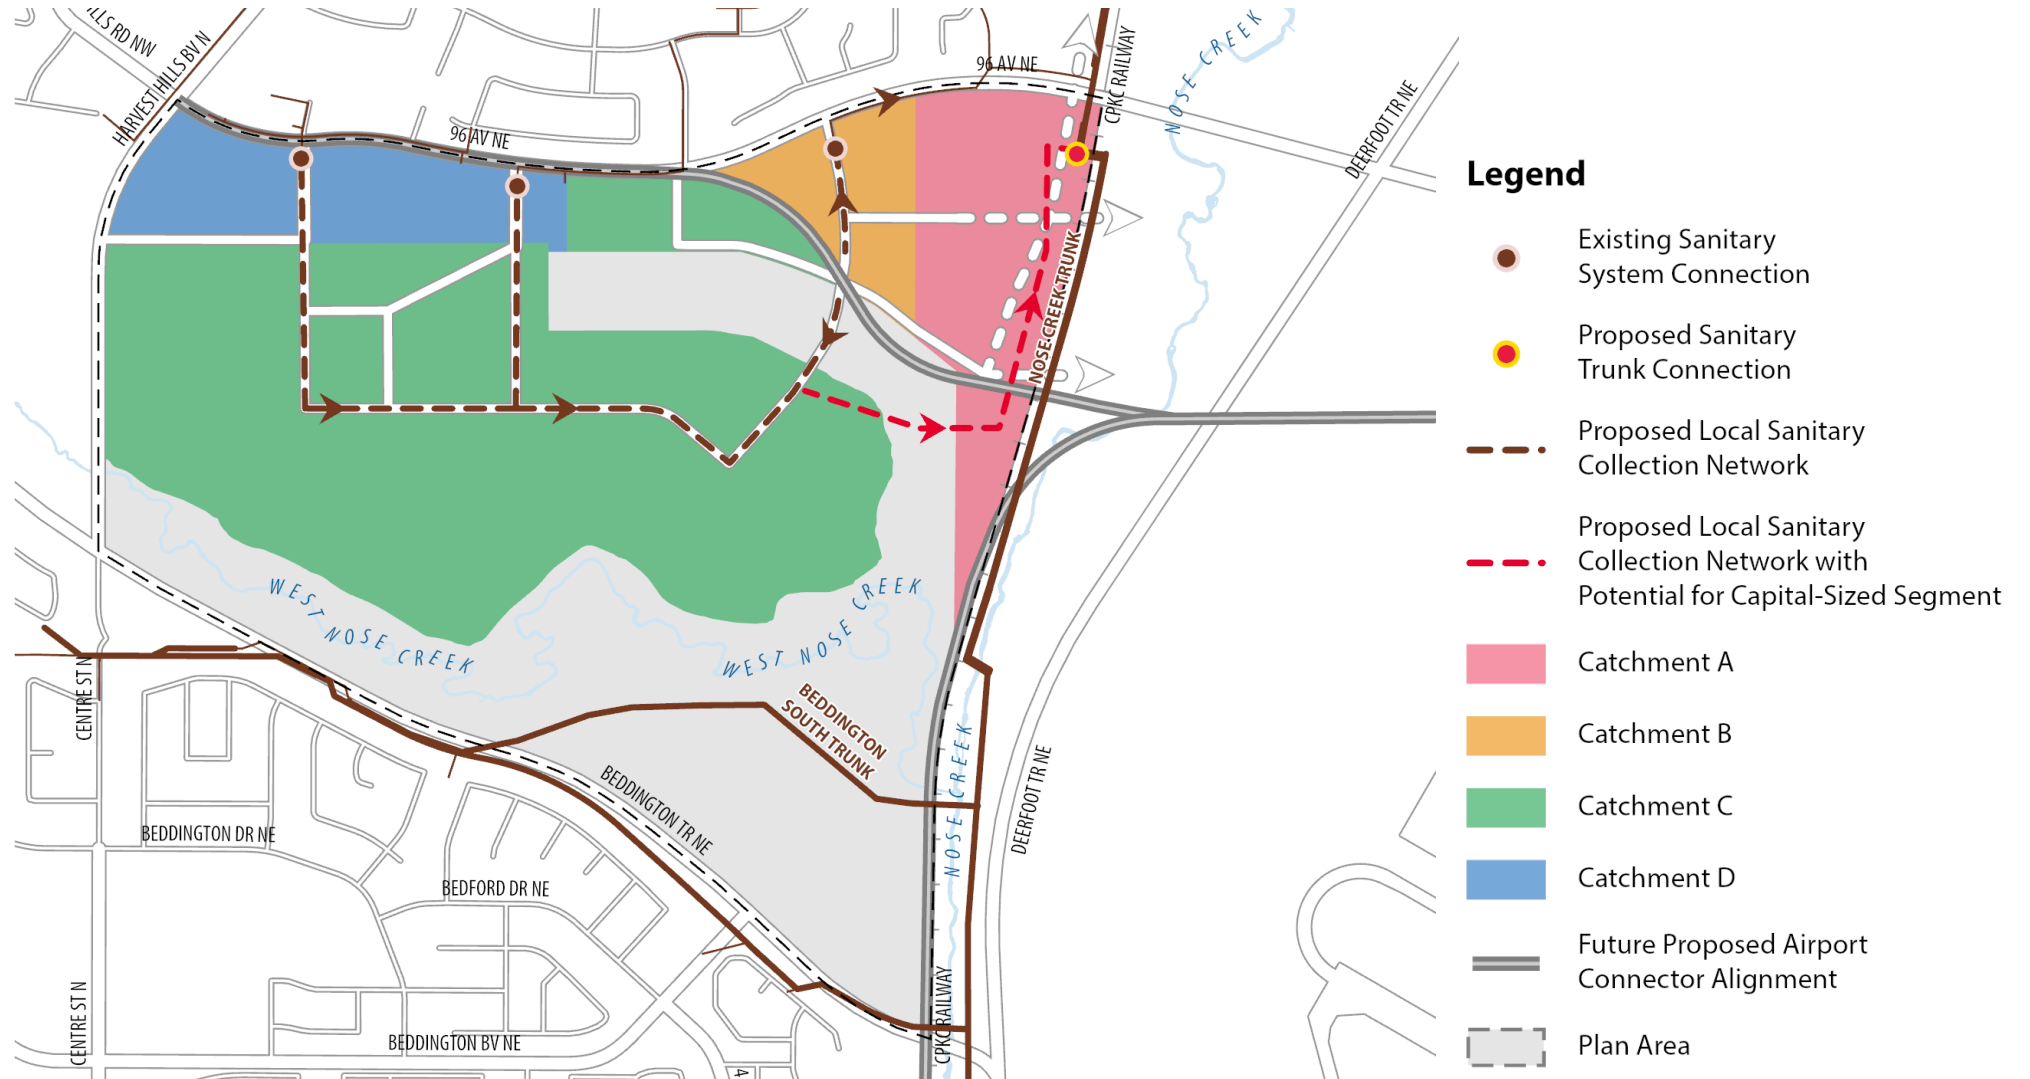 ILLS RD NW
HARVEST HILLS BV N
96 AV NE
96 AV NE
CPKC RAILWAY
NOSE CREEK
DEERFOOT TR NE
NOSE CREEK TRUNK
WEST NOSE CREEK
WEST NOSE CREEK
BEDDINGTON
SOUTH TRUNK
CENTRE ST N
BEDDINGTON TR NE
NOSE CREEK
DEERFOOT TR NE
BEDDINGTON DR NE
BEDFORD DR NE
CENTRE ST N
BEDDINGTON BV NE
CPKC RAILWAY
4
Legend
Existing Sanitary
System Connection
Proposed Sanitary
Trunk Connection
Proposed Local Sanitary
Collection Network
Proposed Local Sanitary
Collection Network with
Potential for Capital-Sized Segment
Catchment A
Catchment B
Catchment C
Catchment D
Future Proposed Airport
Connector Alignment
Plan Area